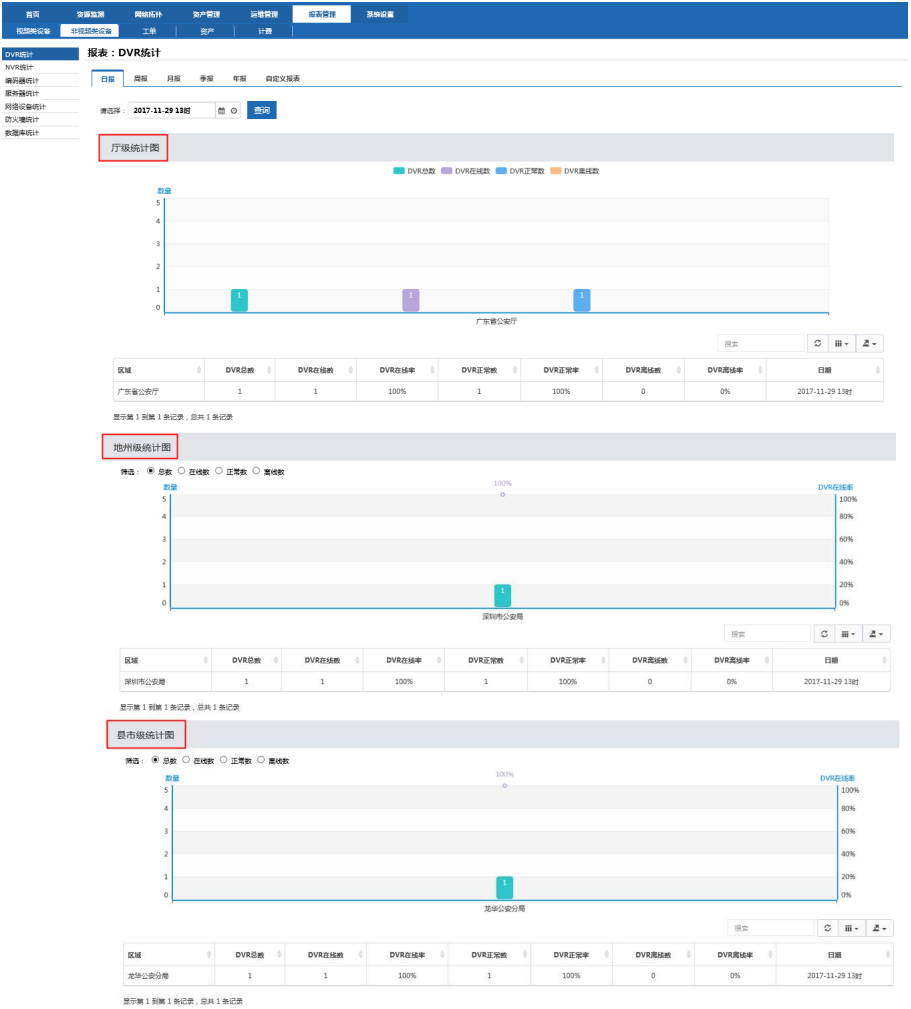 首页 资源监测 网络拓扑 资产管理 运维管理 报表管理 系统设置
视频类设备 非视频类设备 工单 资产 计费
DVR统计
NVR统计
编码器统计
服务器统计
网络设备统计
防火墙统计
数据库统计
报表：DVR统计
日报 周报 月报 季报 年报 自定义报表
请选择： 2017-11-29 13时 查询
厅级统计图
DVR总数 DVR在线数 DVR正常数 DVR离线数
数量
5
4
3
2
1
0
1 1 1
广东省公安厅
搜索
区域 DVR总数 DVR在线数 DVR在线率 DVR正常数 DVR正常率 DVR离线数 DVR离线率 日期
广东省公安厅 1 1 100% 1 100% 0 0% 2017-11-29 13时
显示第 1 到第 1 条记录，总共 1 条记录
地州级统计图
筛选： 总数 在线数 正常数 离线数
数量 100% DVR在线率
5 100%
4 80%
3 60%
2 40%
1 20%
0 0%
1
深圳市公安局
搜索
区域 DVR总数 DVR在线数 DVR在线率 DVR正常数 DVR正常率 DVR离线数 DVR离线率 日期
深圳市公安局 1 1 100% 1 100% 0 0% 2017-11-29 13时
显示第 1 到第 1 条记录，总共 1 条记录
县市级统计图
筛选： 总数 在线数 正常数 离线数
数量 100% DVR在线率
5 100%
4 80%
3 60%
2 40%
1 20%
0 0%
1
龙华公安分局
搜索
区域 DVR总数 DVR在线数 DVR在线率 DVR正常数 DVR正常率 DVR离线数 DVR离线率 日期
龙华公安分局 1 1 100% 1 100% 0 0% 2017-11-29 13时
显示第 1 到第 1 条记录，总共 1 条记录